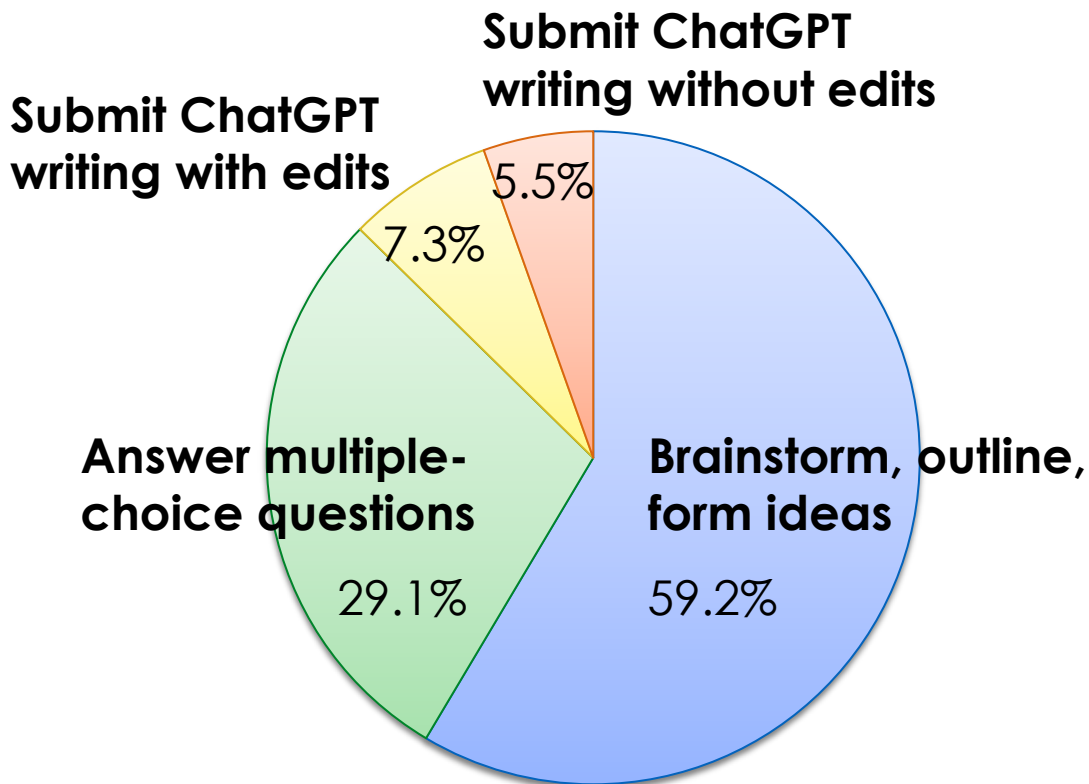 Submit ChatGPT
writing without edits
Submit ChatGPT
writing with edits
5.5%
7.3%
Answer multiple-
choice questions
29.1%
Brainstorm, outline,
form ideas
59.2%